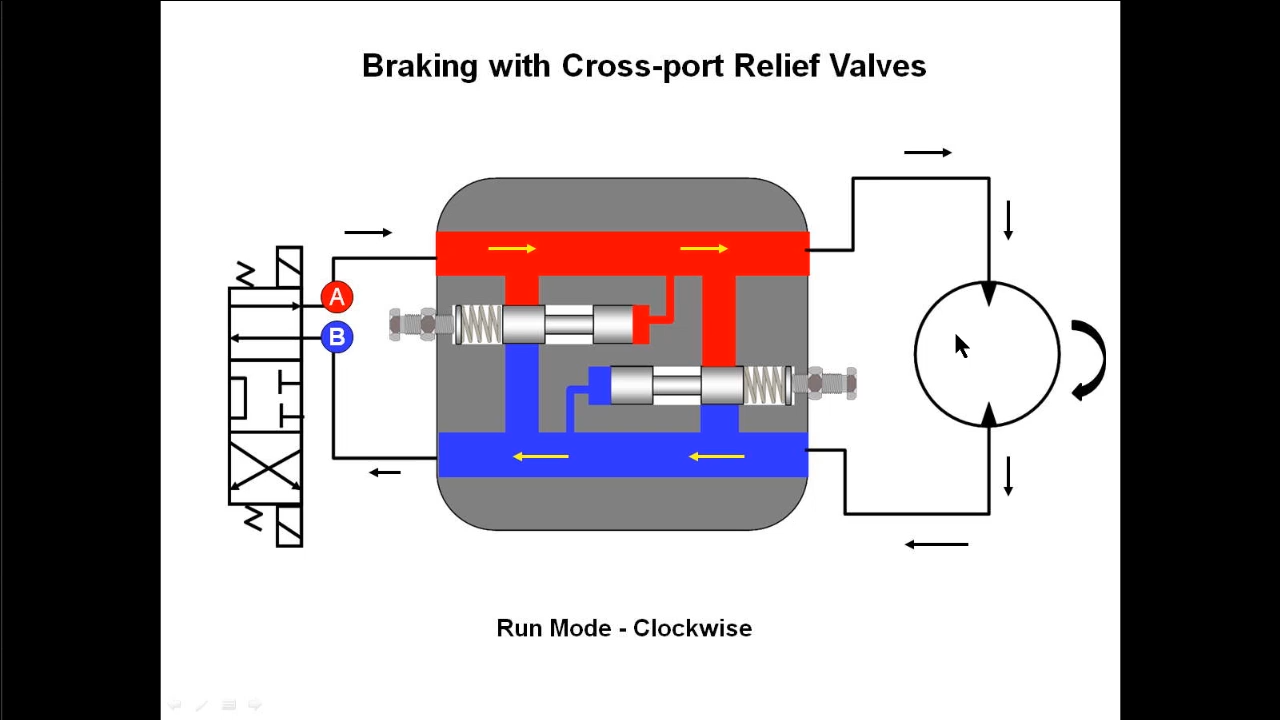 Braking with Cross-port Relief Valves
A
B
Run Mode - Clockwise